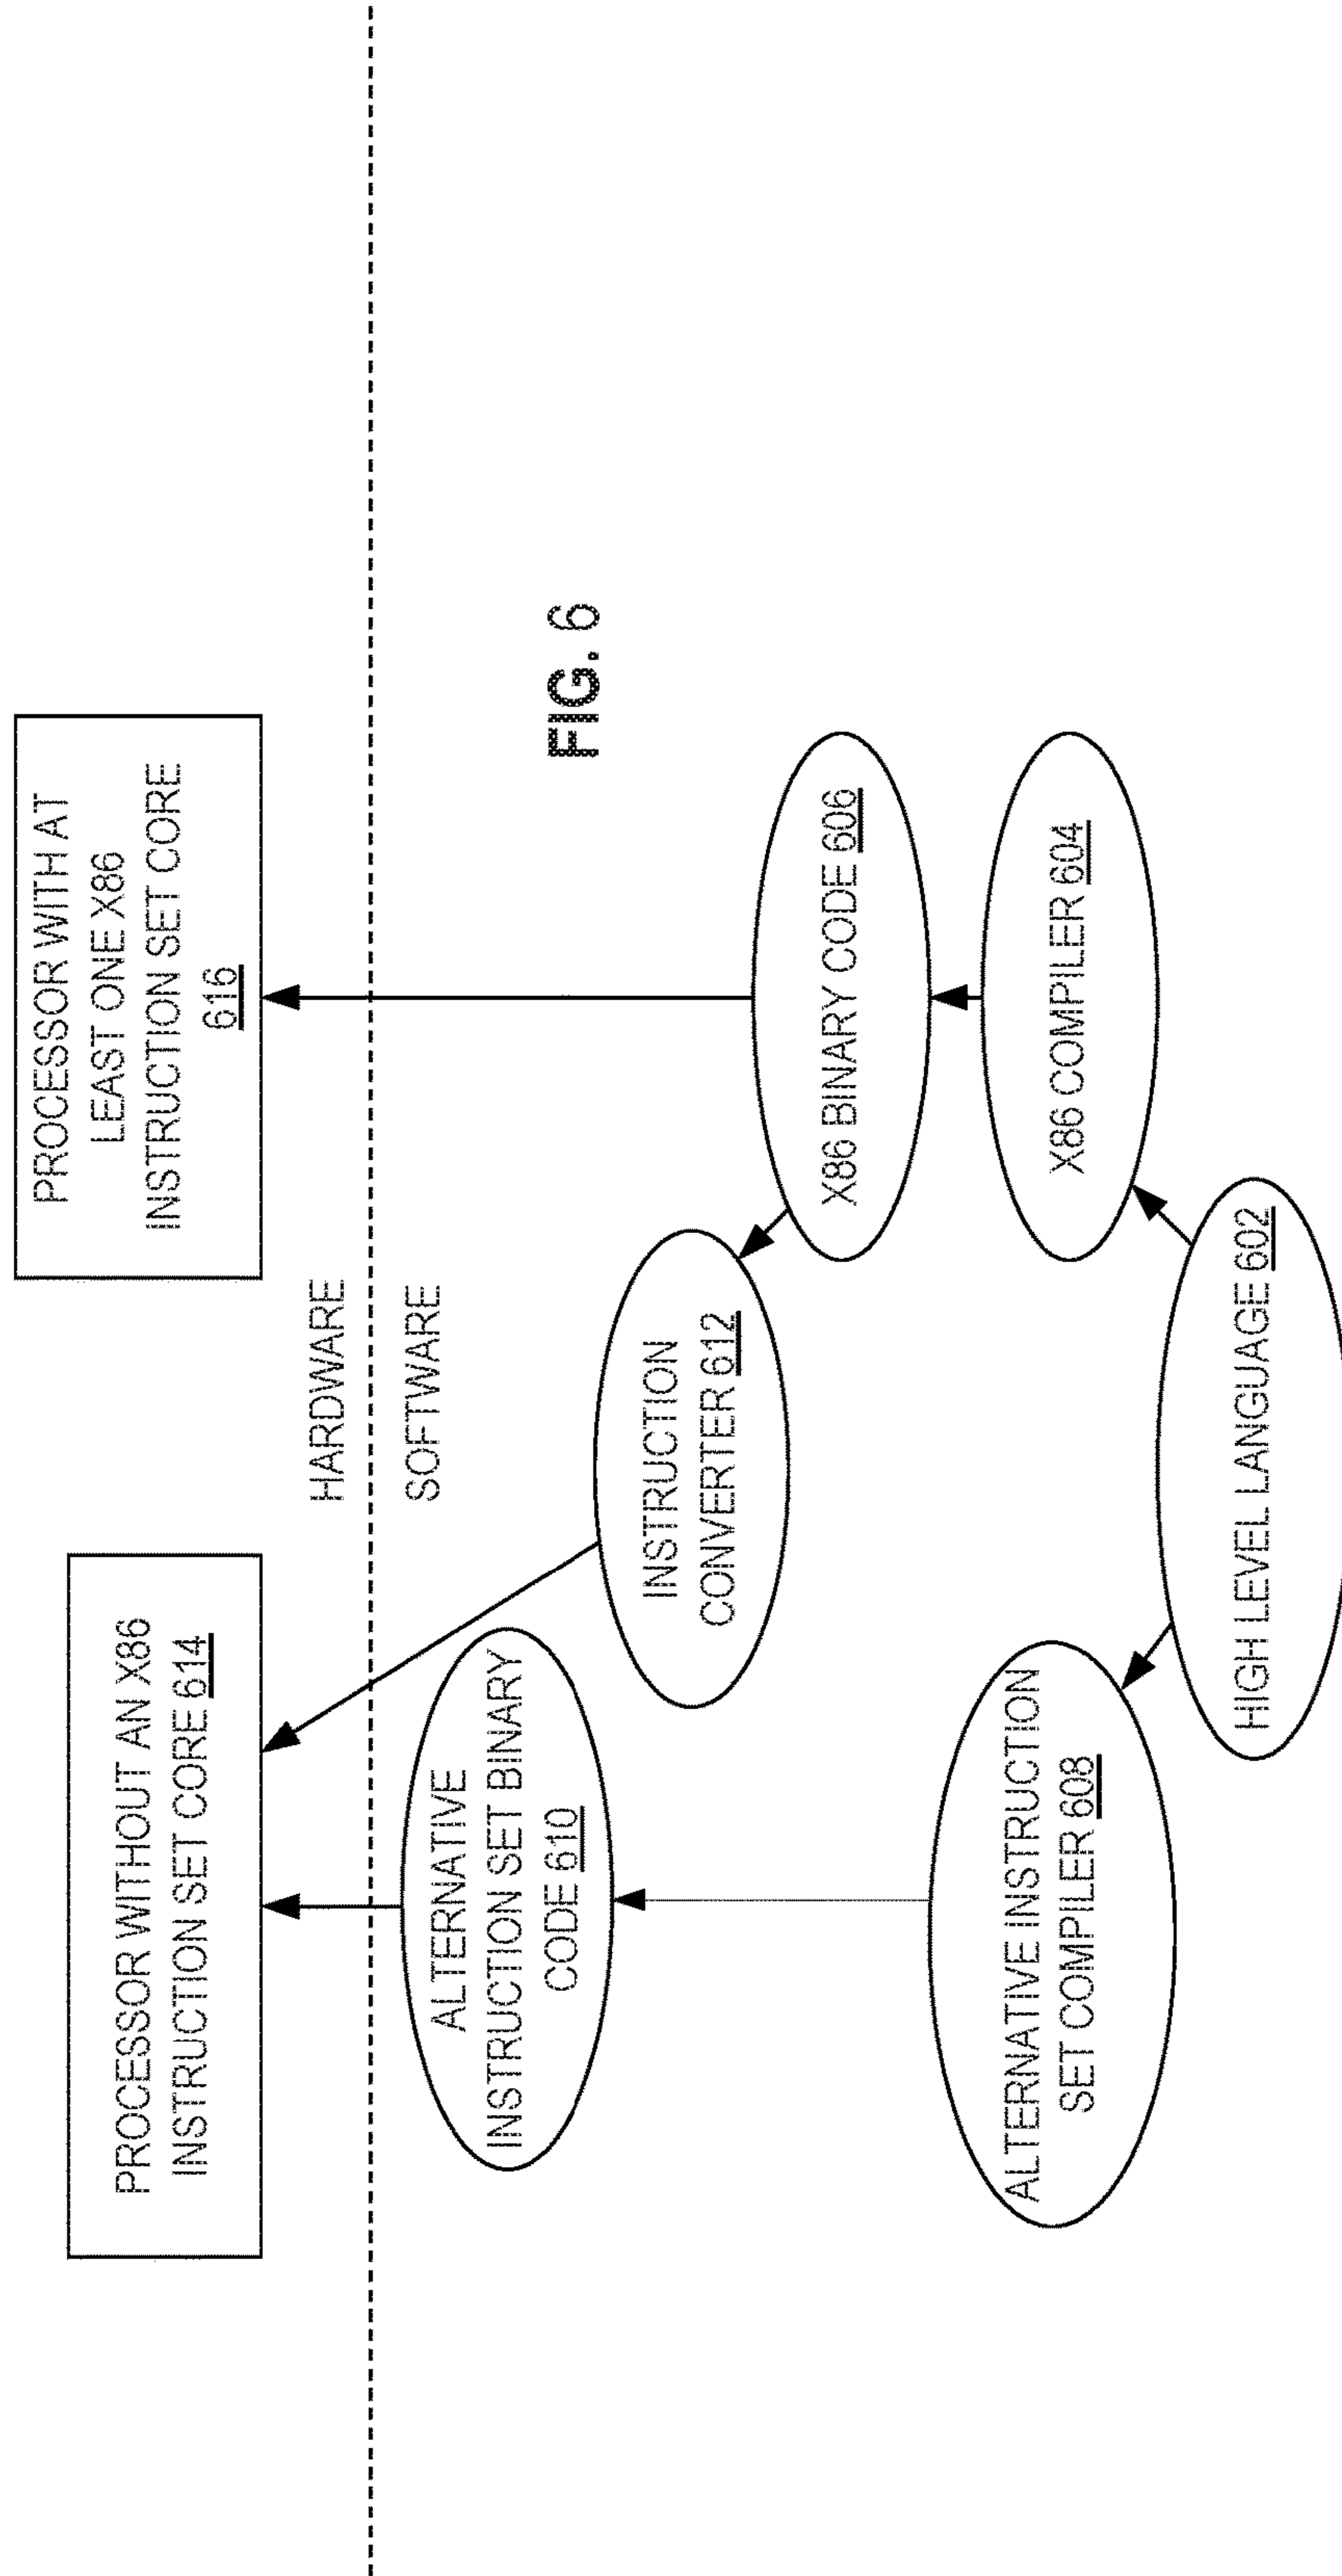 PROCESSOR WITHOUT AN X86
INSTRUCTION SET CORE 614
PROCESSOR WITH AT
LEAST ONE X86
INSTRUCTION SET CORE
616
HARDWARE
SOFTWARE
ALTERNATIVE
INSTRUCTION SET BINARY
CODE 610
FIG. 6
INSTRUCTION
CONVERTER 612
X86 BINARY CODE 606
ALTERNATIVE INSTRUCTION
SET COMPILER 608
X86 COMPILER 604
HIGH LEVEL LANGUAGE 602